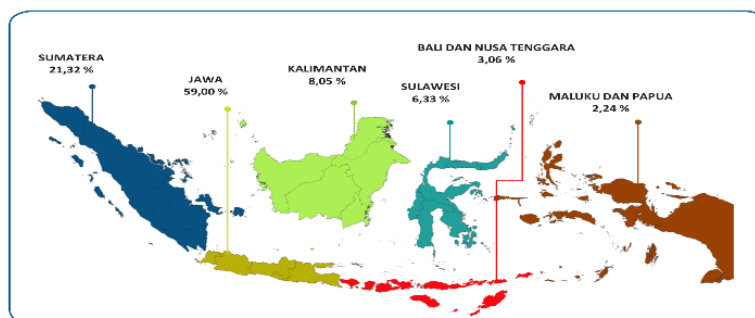 SUMATERA
21,32 %
JAWA
59,00 %
KALIMANTAN
8,05 %
SULAWESI
6,33 %
BALI DAN NUSA TENGGARA
3,06 %
MALUKU DAN PAPUA
2,24 %